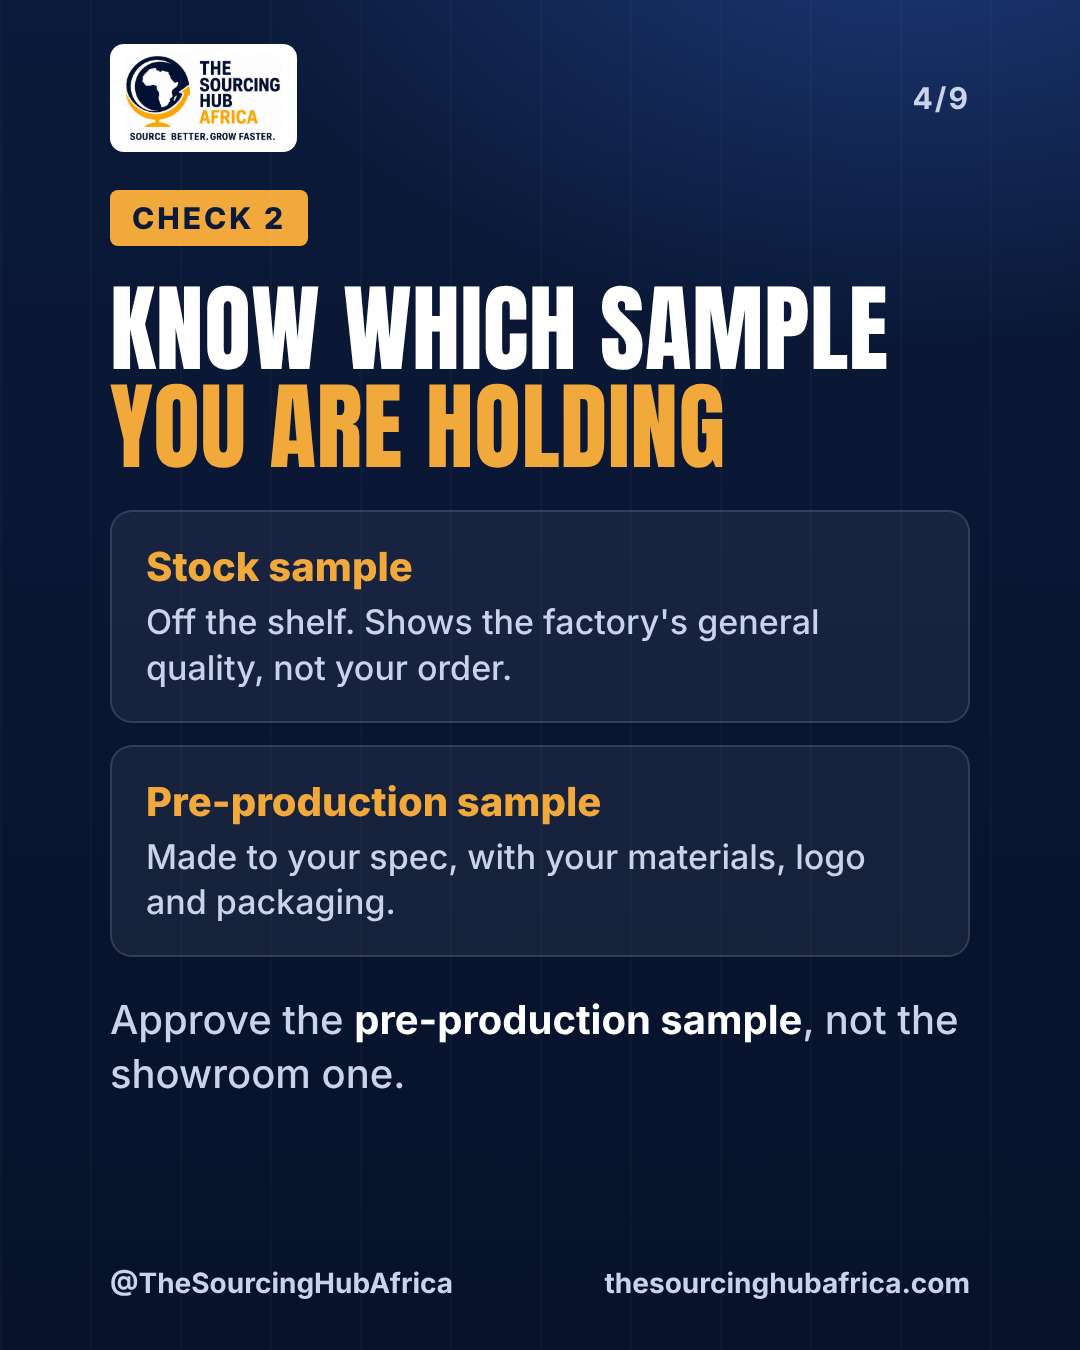 THE
SOURCING
HUB
AFRICA
SOURCE BETTER. GROW FASTER.
4/9
CHECK 2
KNOW WHICH SAMPLE
YOU ARE HOLDING
Stock sample
Off the shelf. Shows the factory's general
quality, not your order.
Pre-production sample
Made to your spec, with your materials, logo
and packaging.
Approve the pre-production sample, not the
showroom one.
@TheSourcingHubAfrica
thesourcinghubafrica.com